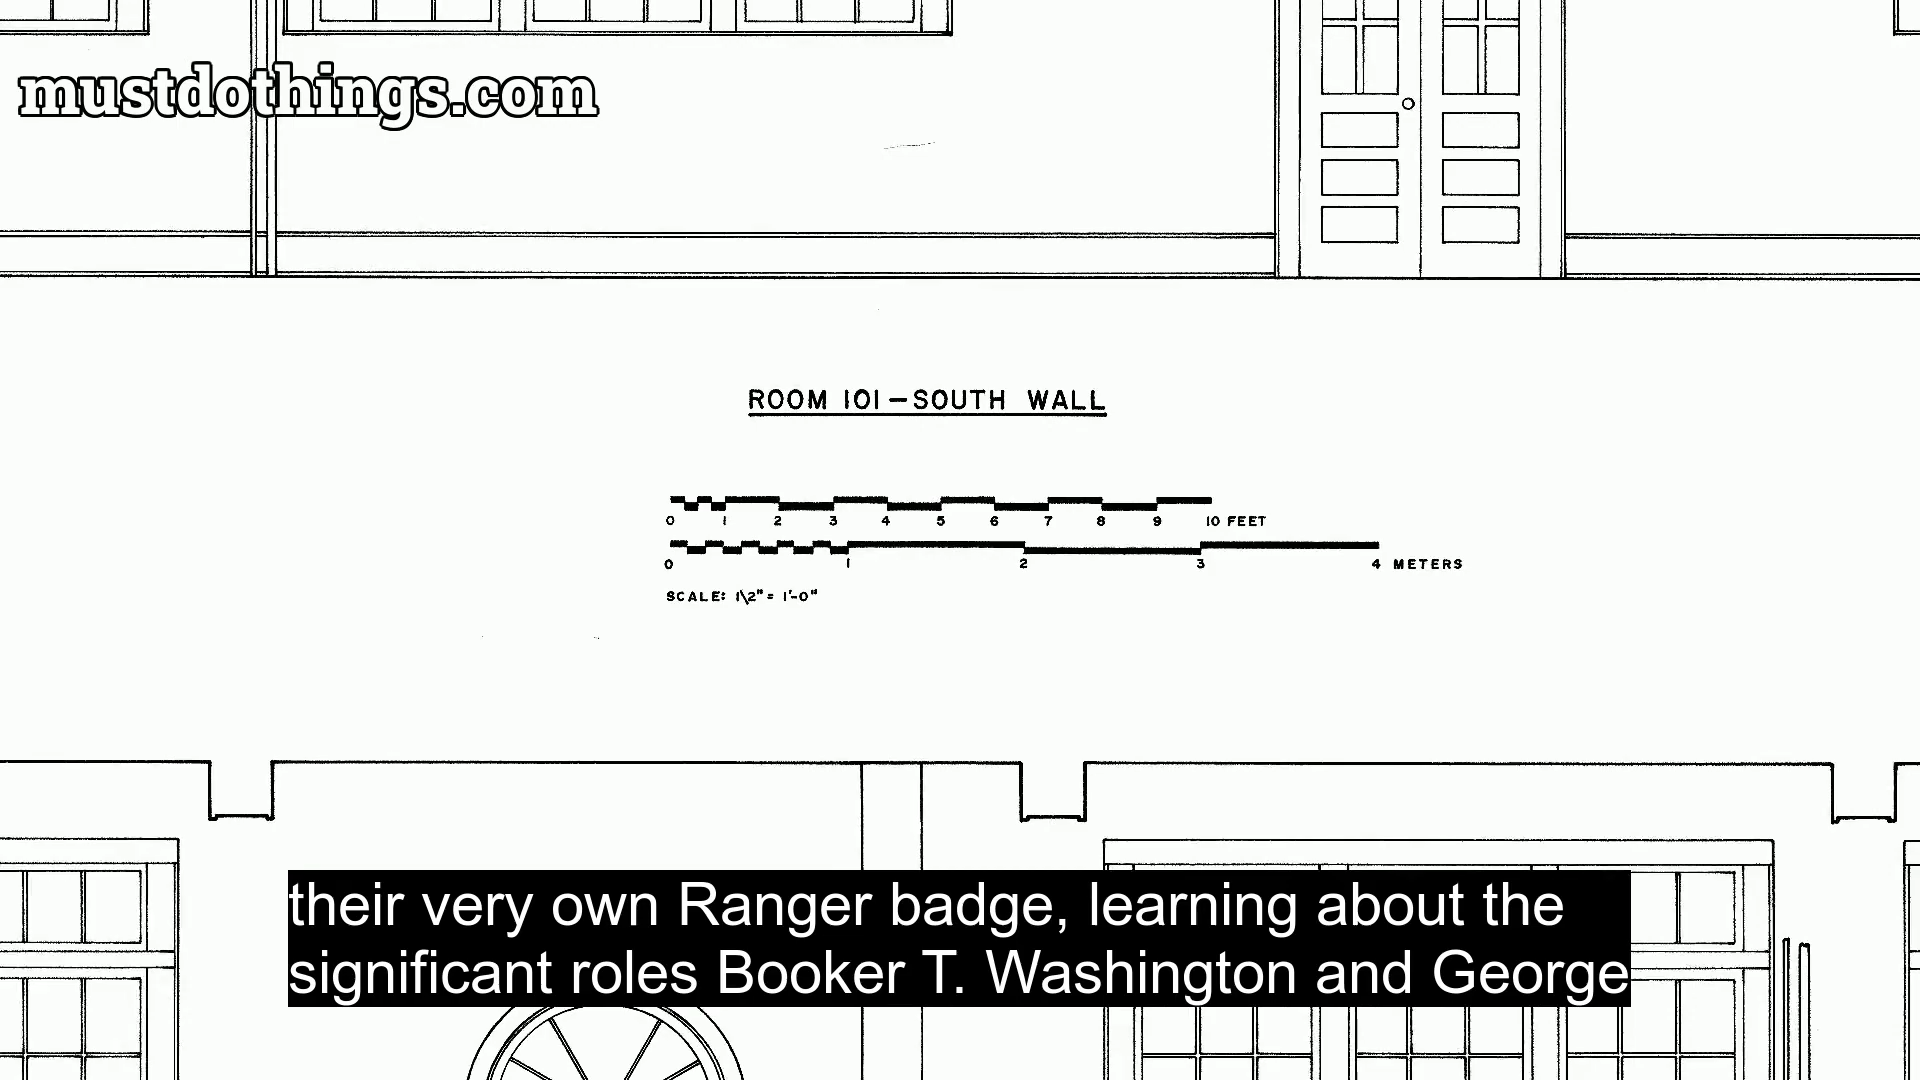 mustdothings.com
ROOM 101-SOUTH WALL
0 1 2 3 4 5 6 7 8 9 10 FEET
0 1 2 3 4 METERS
SCALE: 1\2" = 1'-0"
their very own Ranger badge, learning about the
significant roles Booker T. Washington and George